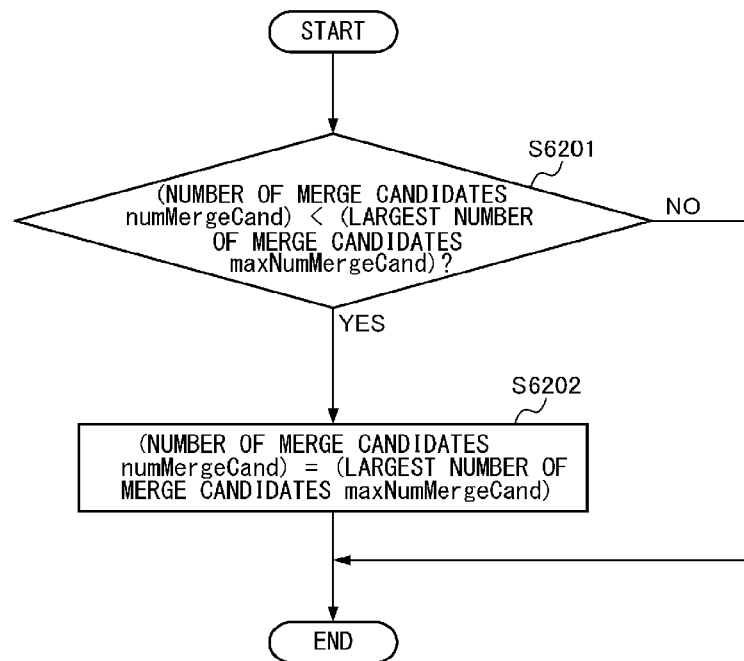 START
S6201
(NUMBER OF MERGE CANDIDATES
numMergeCand) < (LARGEST NUMBER
OF MERGE CANDIDATES
maxNumMergeCand)?
NO
YES
S6202
(NUMBER OF MERGE CANDIDATES
numMergeCand) = (LARGEST NUMBER OF
MERGE CANDIDATES maxNumMergeCand)
END